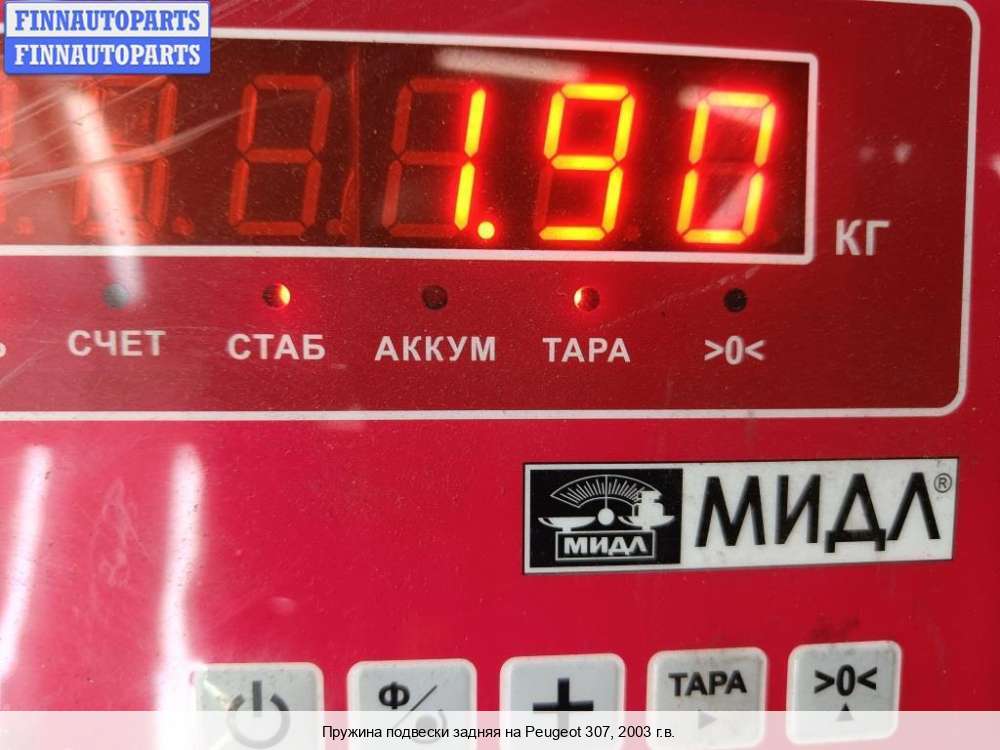 FINNAUTOPARTS
FINNAUTOPARTS
1.90
КГ
СЧЕТ СТАБ АККУМ ТАРА >0<
МИДЛ МИДЛ®
Ф ТАРА >0<
Пружина подвески задняя на Peugeot 307, 2003 г.в.